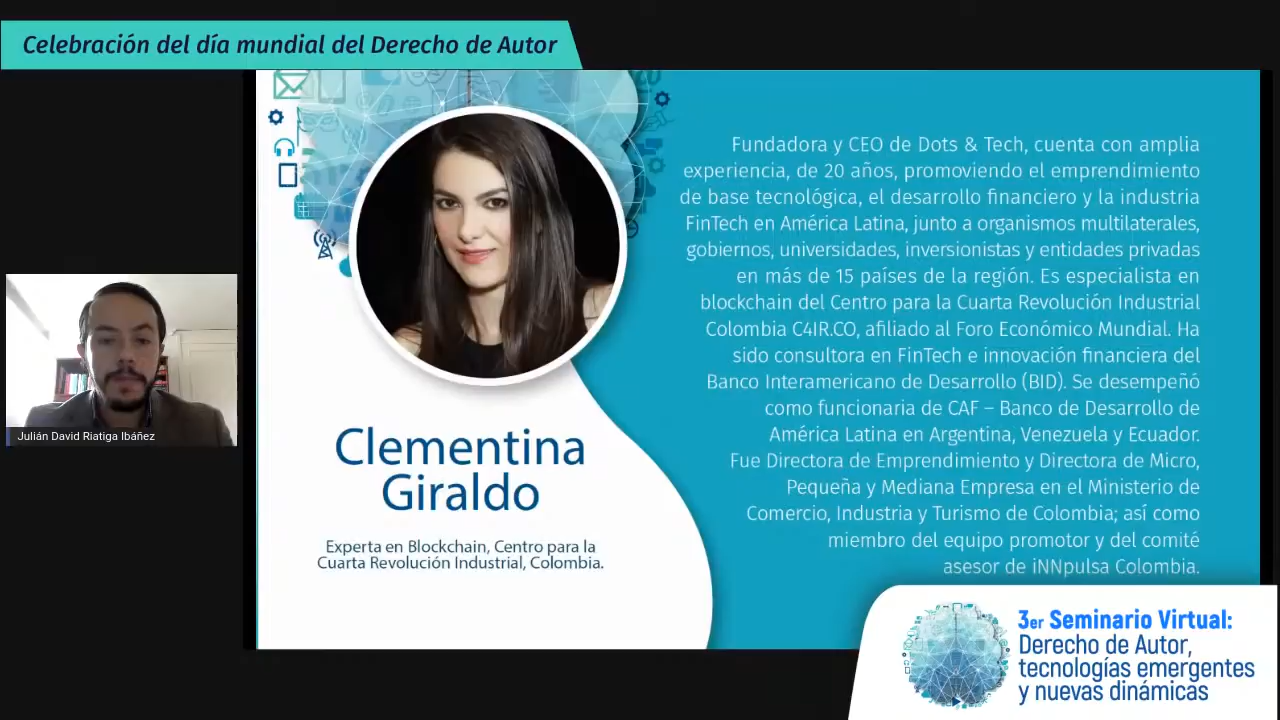 Celebración del día mundial del Derecho de Autor
Fundadora y CEO de Dots & Tech, cuenta con amplia
experiencia, de 20 años, promoviendo el emprendimiento
de base tecnológica, el desarrollo financiero y la industria
FinTech en América Latina, junto a organismos multilaterales,
gobiernos, universidades, inversionistas y entidades privadas
en más de 15 países de la región. Es especialista en
blockchain del Centro para la Cuarta Revolución Industrial
Colombia C4IR.CO, afiliado al Foro Económico Mundial. Ha
sido consultora en FinTech e innovación financiera del
Banco Interamericano de Desarrollo (BID). Se desempeñó
como funcionaria de CAF – Banco de Desarrollo de
América Latina en Argentina, Venezuela y Ecuador.
Fue Directora de Emprendimiento y Directora de Micro,
Pequeña y Mediana Empresa en el Ministerio de
Comercio, Industria y Turismo de Colombia; así como
miembro del equipo promotor y del comité
asesor de iNNpulsa Colombia.
Julián David Riatiga Ibáñez
Clementina
Giraldo
Experta en Blockchain, Centro para la
Cuarta Revolución Industrial, Colombia.
3er Seminario Virtual:
Derecho de Autor,
tecnologías emergentes
y nuevas dinámicas